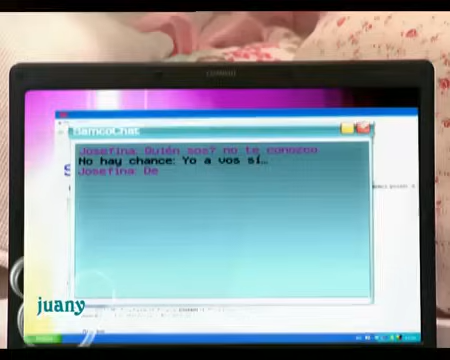 BamcoChat
Josefina: Quién sos? no te conozco
No hay chance: Yo a vos sí...
Josefina: De
juany